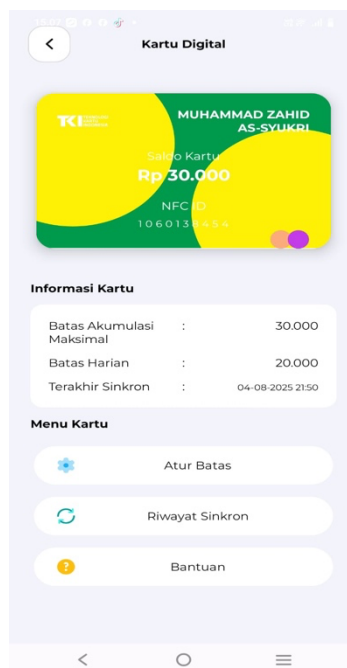 Kartu Digital
TKI
MUHAMMAD ZAHID
AS-SYUKRI
Saldo Kartu
Rp 30.000
NFC ID
1060138454
Informasi Kartu
Batas Akumulasi Maksimal : 30.000
Batas Harian : 20.000
Terakhir Sinkron : 04-08-2025 21:50
Menu Kartu
Atur Batas
Riwayat Sinkron
Bantuan